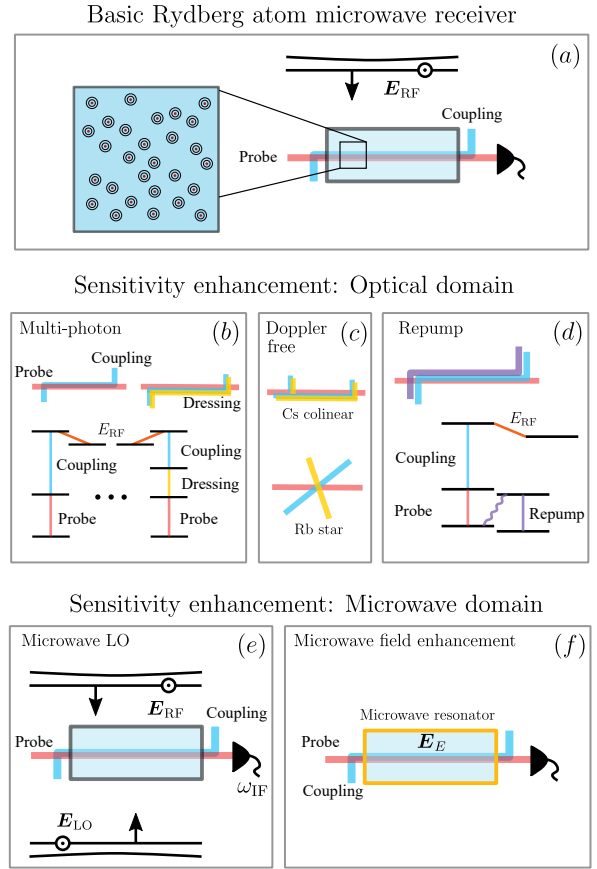 Basic Rydberg atom microwave receiver
(a)
E_RF
Coupling
Probe
Sensitivity enhancement: Optical domain
Multi-photon
(b)
Coupling
Probe
Dressing
E_RF
Coupling
Coupling
Dressing
Probe
Probe
Doppler
free
(c)
Cs colinear
Rb star
Repump
(d)
E_RF
Coupling
Probe
Repump
Sensitivity enhancement: Microwave domain
Microwave LO
(e)
E_RF
Coupling
Probe
ω_IF
E_LO
Microwave field enhancement
(f)
Microwave resonator
Probe
E_E
Coupling